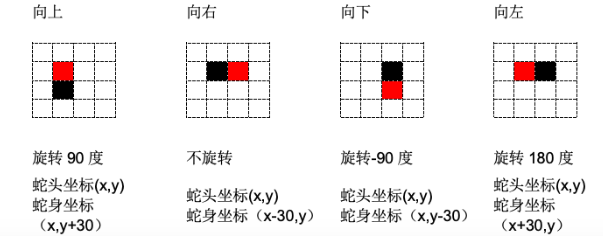 向上
向右
向下
向左
旋转 90 度
不旋转
旋转-90 度
旋转 180 度
蛇头坐标(x,y)
蛇身坐标
（x,y+30）
蛇头坐标(x,y)
蛇身坐标（x-30,y）
蛇头坐标(x,y)
蛇身坐标（x,y-30）
蛇头坐标(x,y)
蛇身坐标
（x+30,y）